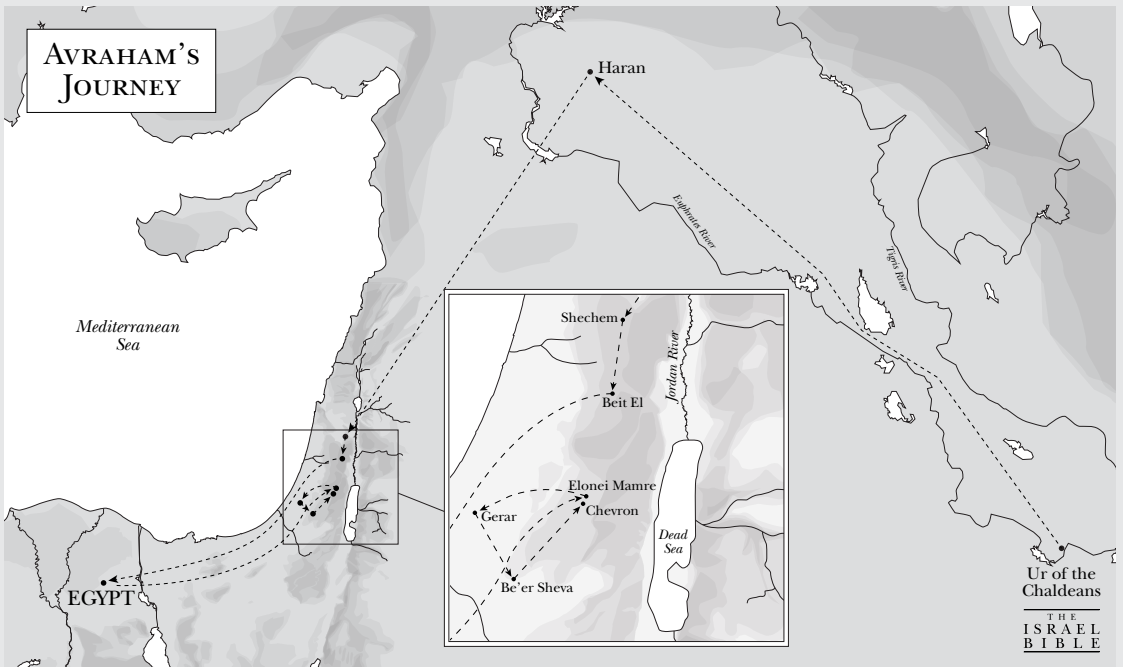 AVRAHAM'S
JOURNEY
Haran
Euphrates River
Tigris River
Mediterranean
Sea
Shechem
Jordan River
Beit El
Elonei Mamre
Gerar
Chevron
Dead
Sea
Be'er Sheva
EGYPT
Ur of the
Chaldeans
THE
ISRAEL
BIBLE